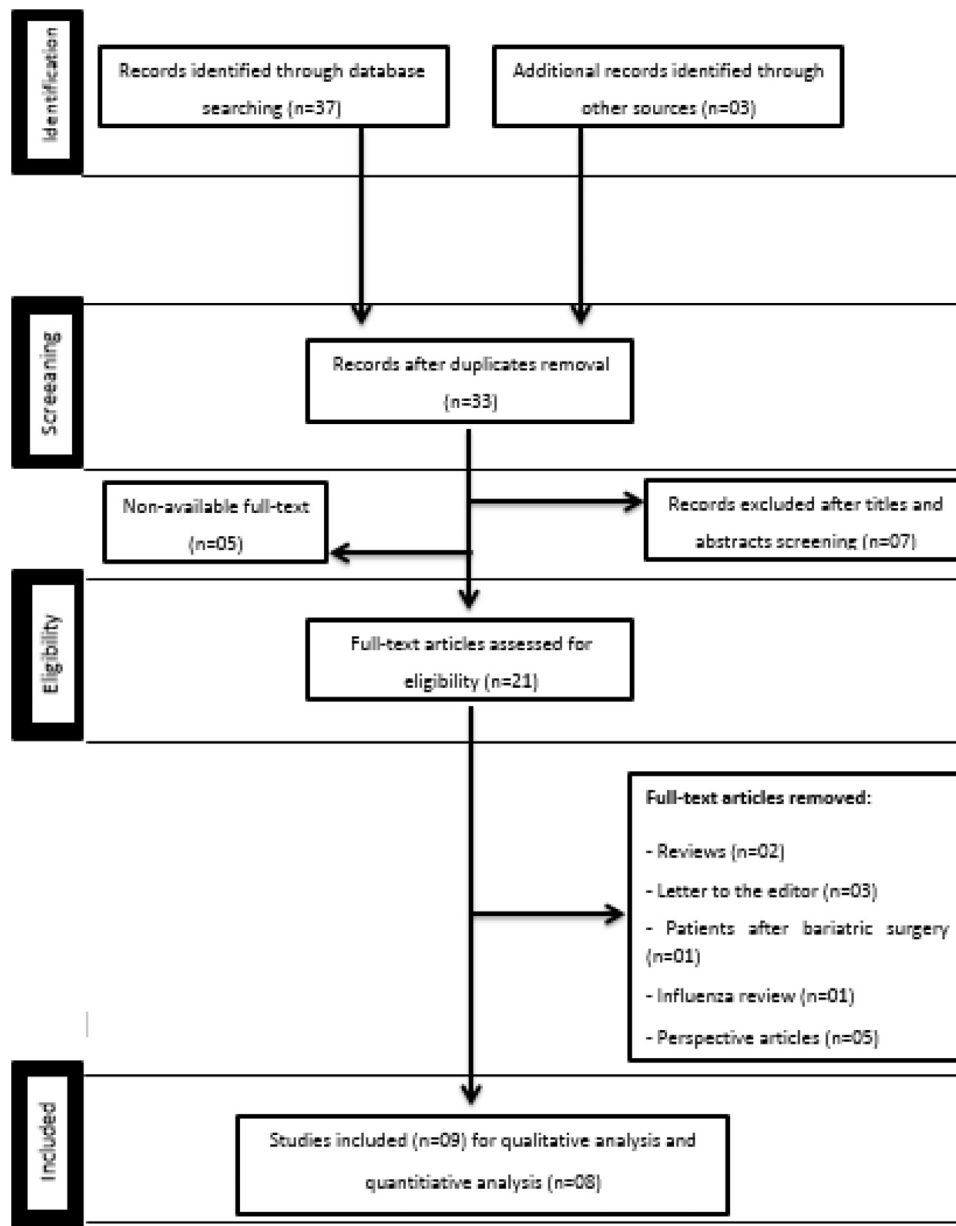 Identification
Records identified through database
searching (n=37)
Additional records identified through
other sources (n=03)
Screeaning
Records after duplicates removal
(n=33)
Non-available full-text
(n=05)
Records excluded after titles and
abstracts screening (n=07)
Eligibility
Full-text articles assessed for
eligibility (n=21)
Full-text articles removed:
- Reviews (n=02)
- Letter to the editor (n=03)
- Patients after bariatric surgery
(n=01)
- Influenza review (n=01)
- Perspective articles (n=05)
Included
Studies included (n=09) for qualitative analysis and
quantitiative analysis (n=08)